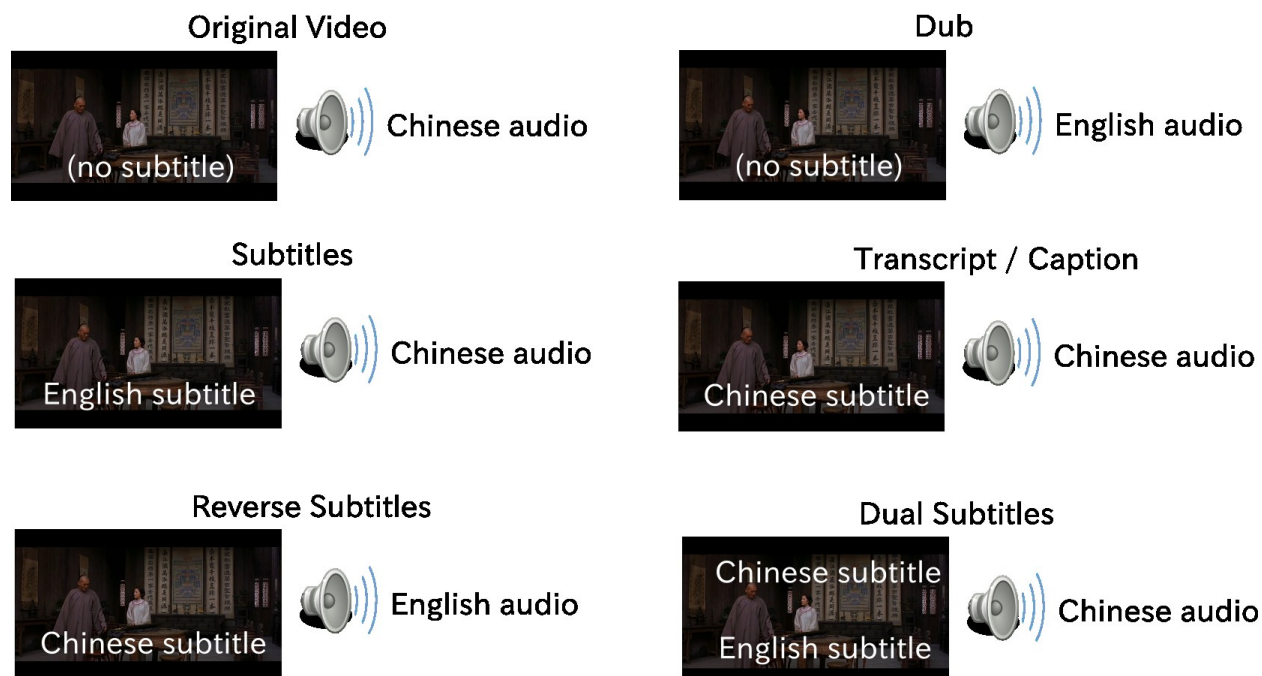 Original Video
(no subtitle)
Chinese audio
Dub
(no subtitle)
English audio
Subtitles
English subtitle
Chinese audio
Transcript / Caption
Chinese subtitle
Chinese audio
Reverse Subtitles
Chinese subtitle
English audio
Dual Subtitles
Chinese subtitle
English subtitle
Chinese audio